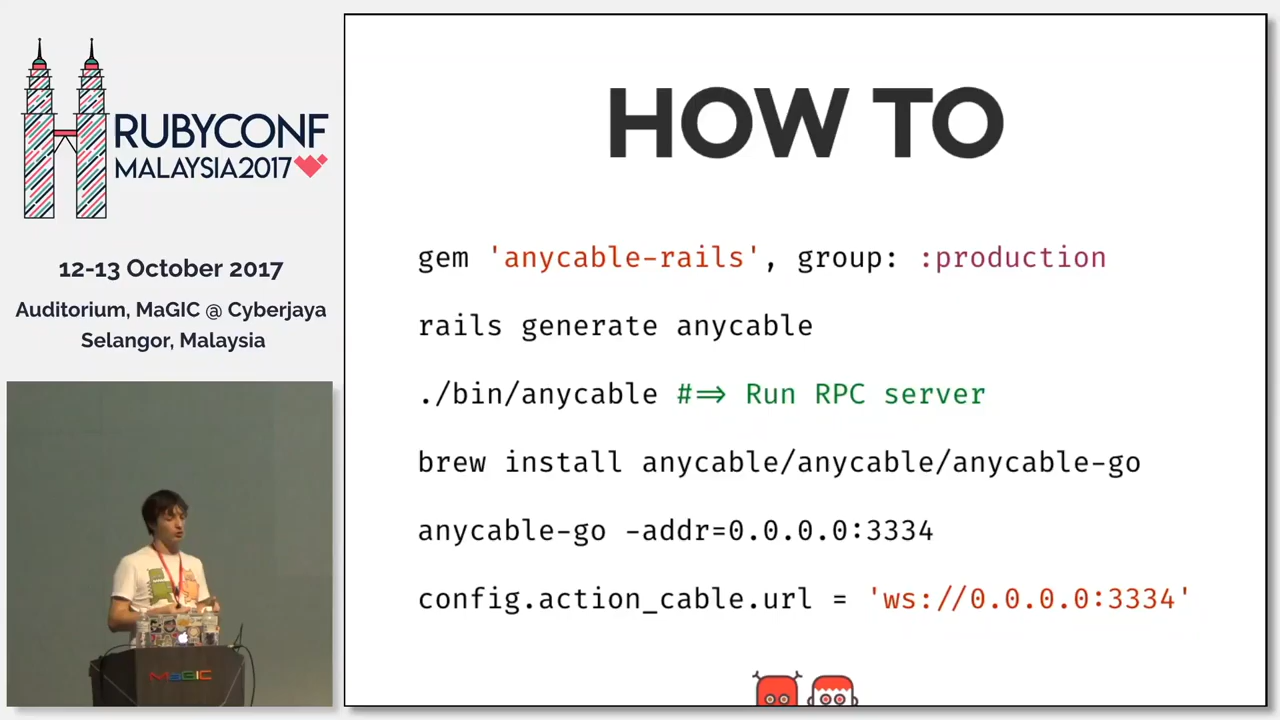 RUBYCONF
MALAYSIA2017
12-13 October 2017
Auditorium, MaGIC @ Cyberjaya
Selangor, Malaysia
MaGIC
HOW TO
gem 'anycable-rails', group: :production
rails generate anycable
./bin/anycable #=> Run RPC server
brew install anycable/anycable/anycable-go
anycable-go -addr=0.0.0.0:3334
config.action_cable.url = 'ws://0.0.0.0:3334'